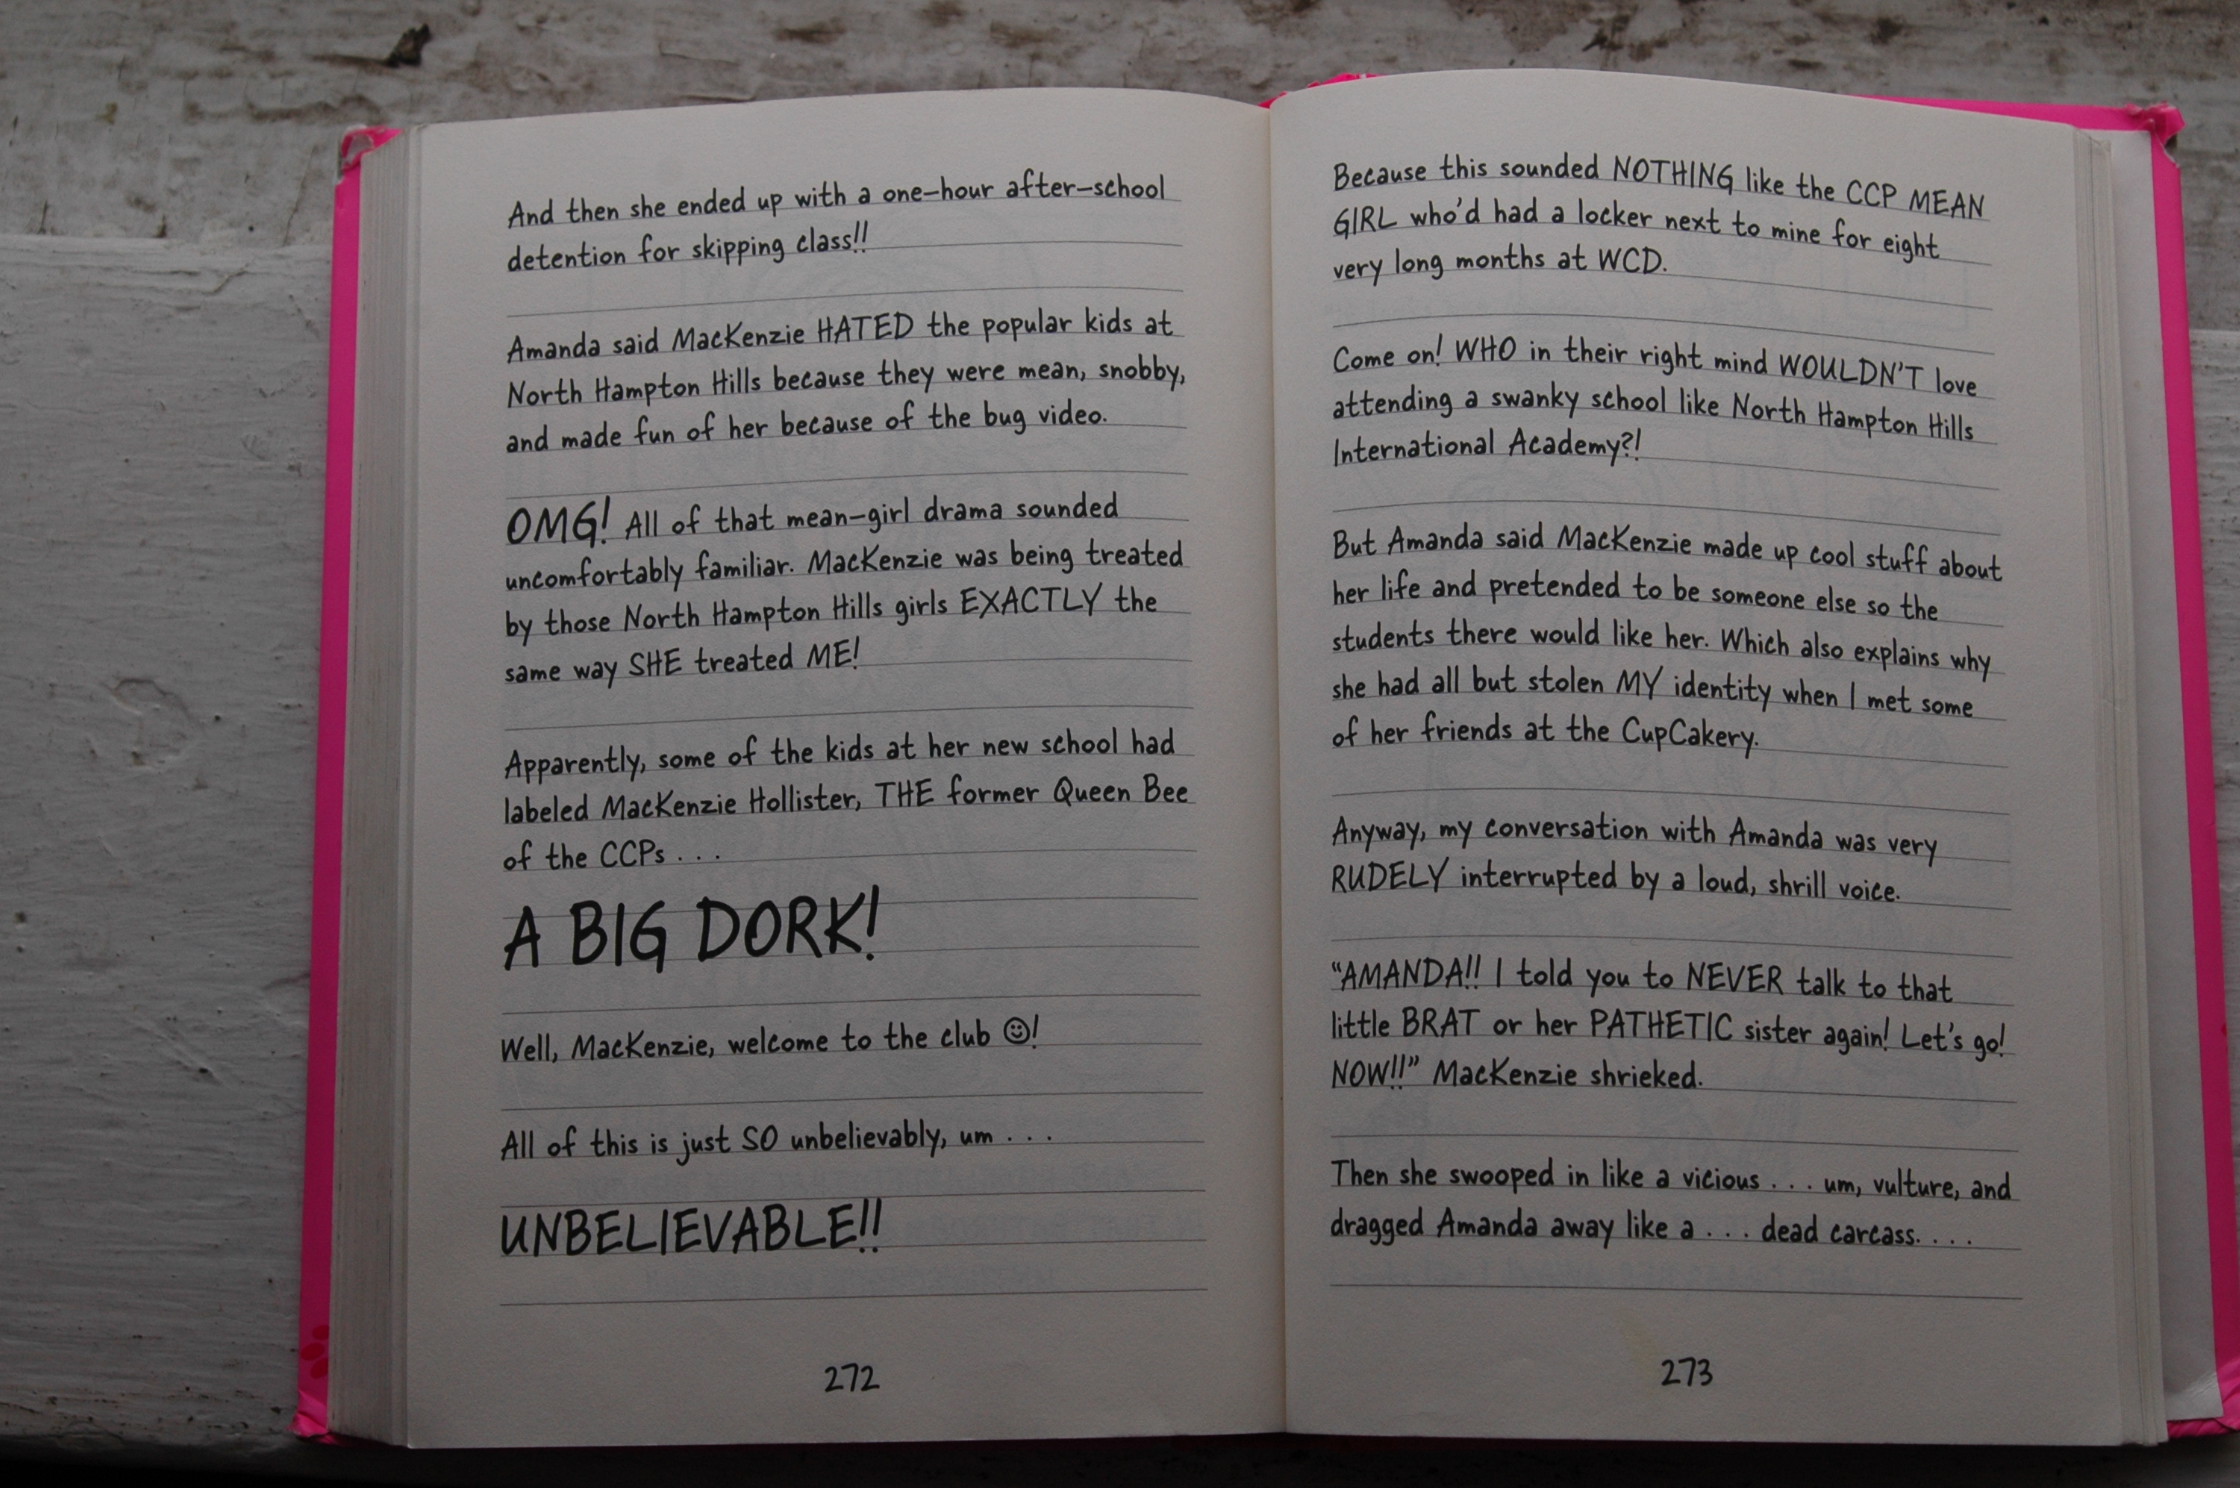 And then she ended up with a one-hour after-school
detention for skipping class!!
Amanda said MacKenzie HATED the popular kids at
North Hampton Hills because they were mean, snobby,
and made fun of her because of the bug video.
OMG! All of that mean-girl drama sounded
uncomfortably familiar. MacKenzie was being treated
by those North Hampton Hills girls EXACTLY the
same way SHE treated ME!
Apparently, some of the kids at her new school had
labeled MacKenzie Hollister, THE former Queen Bee
of the CCPs . . .
A BIG DORK!
Well, MacKenzie, welcome to the club ☺!
All of this is just SO unbelievably, um . . .
UNBELIEVABLE!!
272
Because this sounded NOTHING like the CCP MEAN
GIRL who'd had a locker next to mine for eight
very long months at WCD.
Come on! WHO in their right mind WOULDN'T love
attending a swanky school like North Hampton Hills
International Academy?!
But Amanda said MacKenzie made up cool stuff about
her life and pretended to be someone else so the
students there would like her. Which also explains why
she had all but stolen MY identity when I met some
of her friends at the CupCakery.
Anyway, my conversation with Amanda was very
RUDELY interrupted by a loud, shrill voice.
“AMANDA!! I told you to NEVER talk to that
little BRAT or her PATHETIC sister again! Let's go!
NOW!!” MacKenzie shrieked.
Then she swooped in like a vicious . . . um, vulture, and
dragged Amanda away like a . . . dead carcass. . . .
273